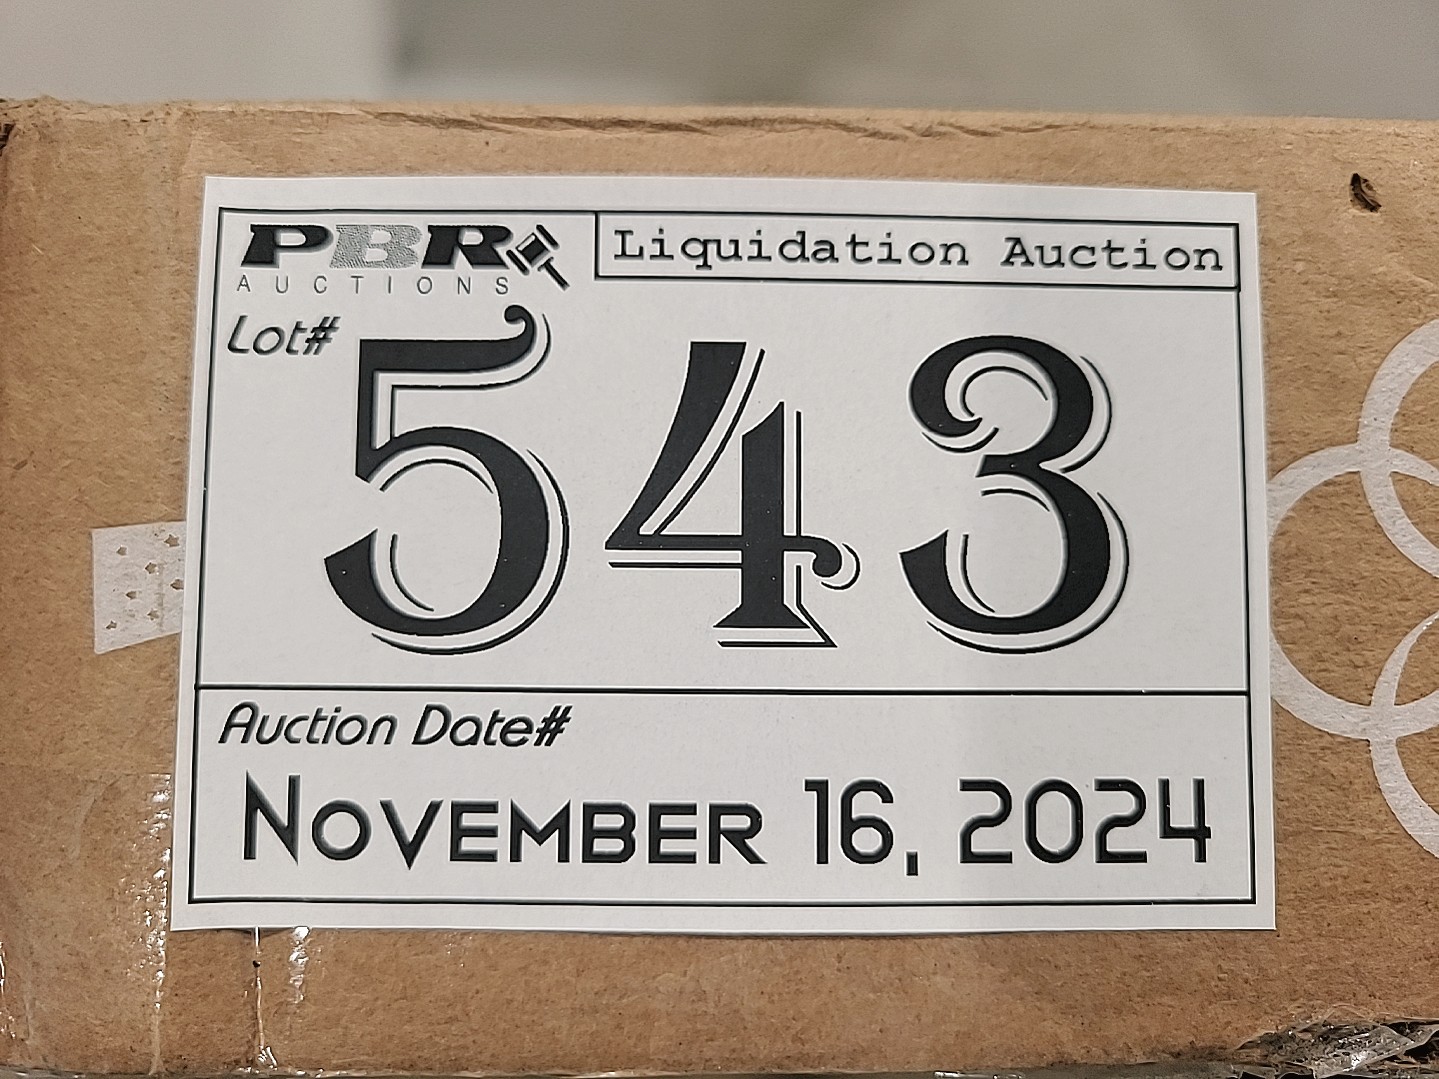 PBR
AUCTIONS
Liquidation Auction
Lot#
543
Auction Date#
November 16, 2024